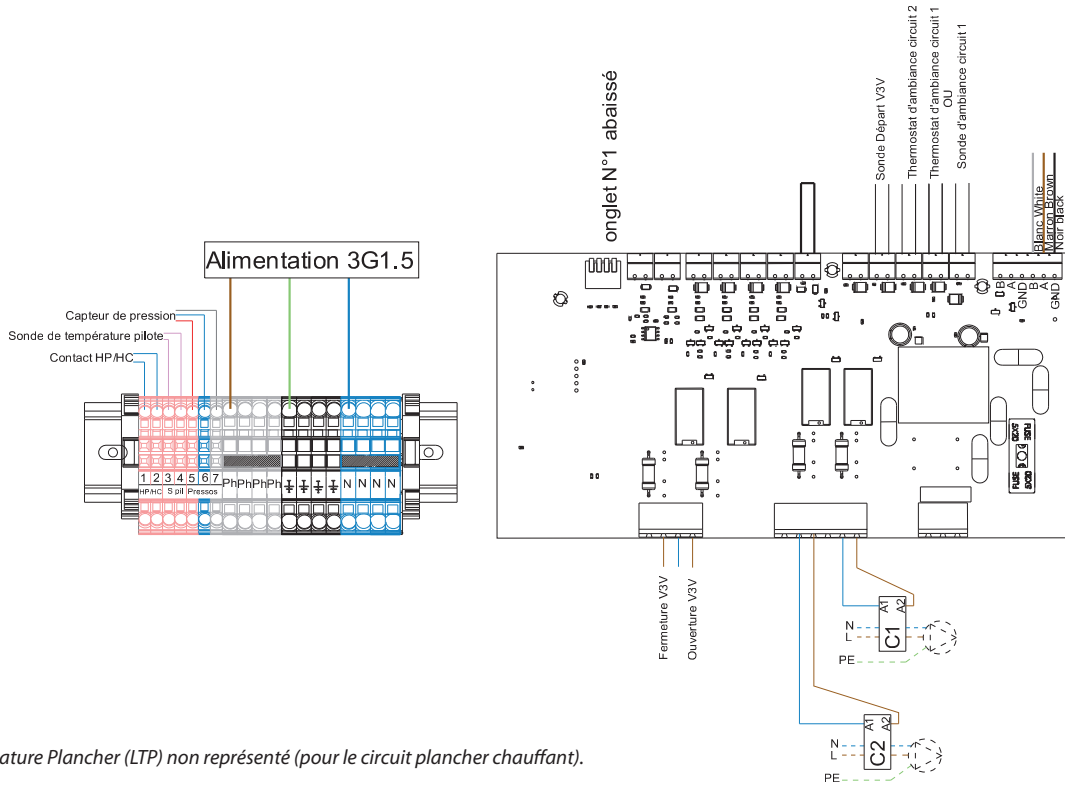 Alimentation 3G1.5
Capteur de pression
Sonde de température pilote
Contact HP/HC
1 2 3 4 5 6 7 Ph Ph Ph Ph N N N N
HP/HC S pil Pressos
onglet N°1 abaissé
Sonde Départ V3V
Thermostat d'ambiance circuit 2
Thermostat d'ambiance circuit 1
OU
Sonde d'ambiance circuit 1
Blanc White
Marron Brown
Noir black
B
A
GND
B
A
GND
FUSE
5X20
FUSE
5X20
Fermeture V3V
Ouverture V3V
A1 A2
C1
N
L
PE
A1 A2
C2
N
L
PE
ature Plancher (LTP) non représenté (pour le circuit plancher chauffant).